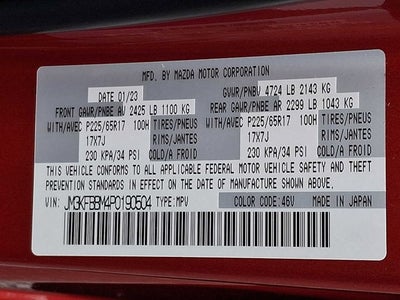 MFD. BY MAZDA MOTOR CORPORATION
DATE 01/23 GVWR/PNBV 4724 LB 2143 KG
FRONT GAWR/PNBE AV 2425 LB 1100 KG REAR GAWR/PNBE AR 2299 LB 1043 KG
WITH/AVEC P225/65R17 100H TIRES/PNEUS WITH/AVEC P225/65R17 100H TIRES/PNEUS
17X7J RIMS/JANTES 17X7J RIMS/JANTES
230 KPA/34 PSI COLD/A FROID 230 KPA/34 PSI COLD/A FROID
THIS VEHICLE CONFORMS TO ALL APPLICABLE FEDERAL MOTOR VEHICLE SAFETY AND THEFT
PREVENTION STANDARDS IN EFFECT ON THE DATE OF MANUFACTURE SHOWN ABOVE.
VIN: JM3KFBBM4P0190504 TYPE:MPV COLOR CODE:46V MADE IN JAPAN